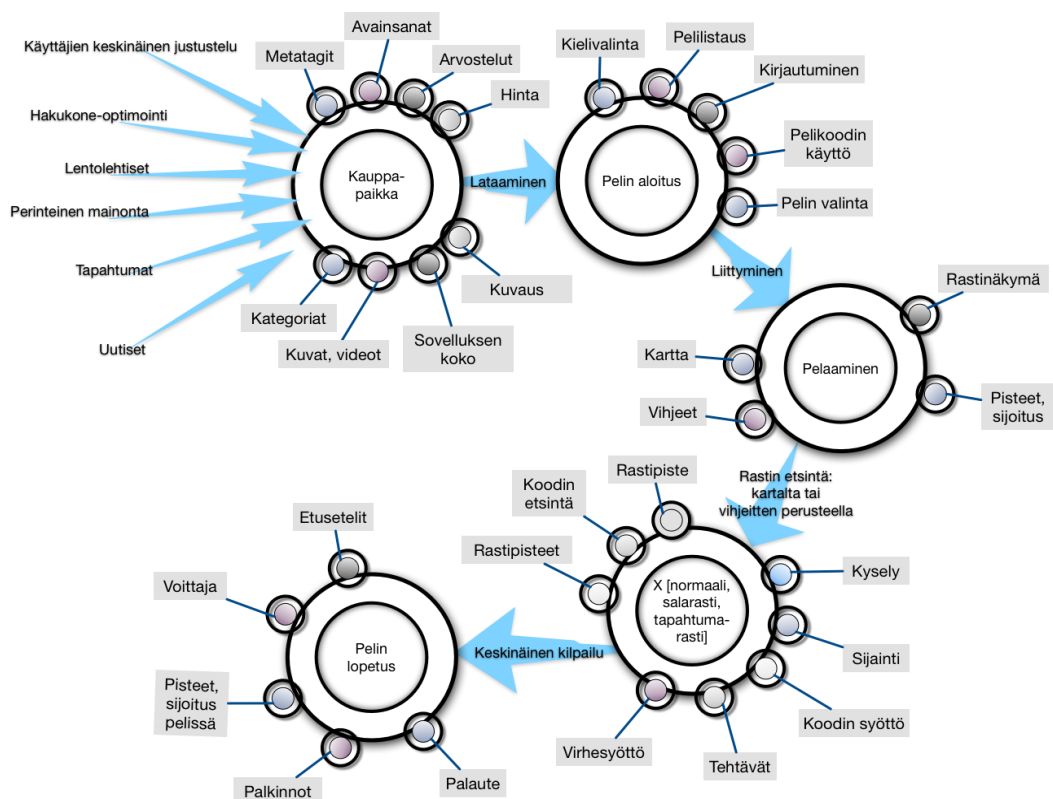 Käyttäjien keskinäinen justustelu
Hakukone-optimointi
Lentolehtiset
Perinteinen mainonta
Tapahtumat
Uutiset
Metatagit
Avainsanat
Arvostelut
Hinta
Kauppa-
paikka
Kategoriat
Kuvat, videot
Sovelluksen
koko
Kuvaus
Lataaminen
Kielivalinta
Pelilistaus
Kirjautuminen
Pelikoodin
käyttö
Pelin valinta
Pelin aloitus
Liittyminen
Rastinäkymä
Kartta
Pelaaminen
Vihjeet
Pisteet,
sijoitus
Rastin etsintä:
kartalta tai
vihjeitten perusteella
Rastipiste
Koodin
etsintä
Rastipisteet
X [normaali,
salarasti,
tapahtuma-
rasti]
Kysely
Sijainti
Koodin syöttö
Tehtävät
Virhesyöttö
Keskinäinen kilpailu
Etusetelit
Voittaja
Pelin
lopetus
Pisteet,
sijoitus
pelissä
Palkinnot
Palaute